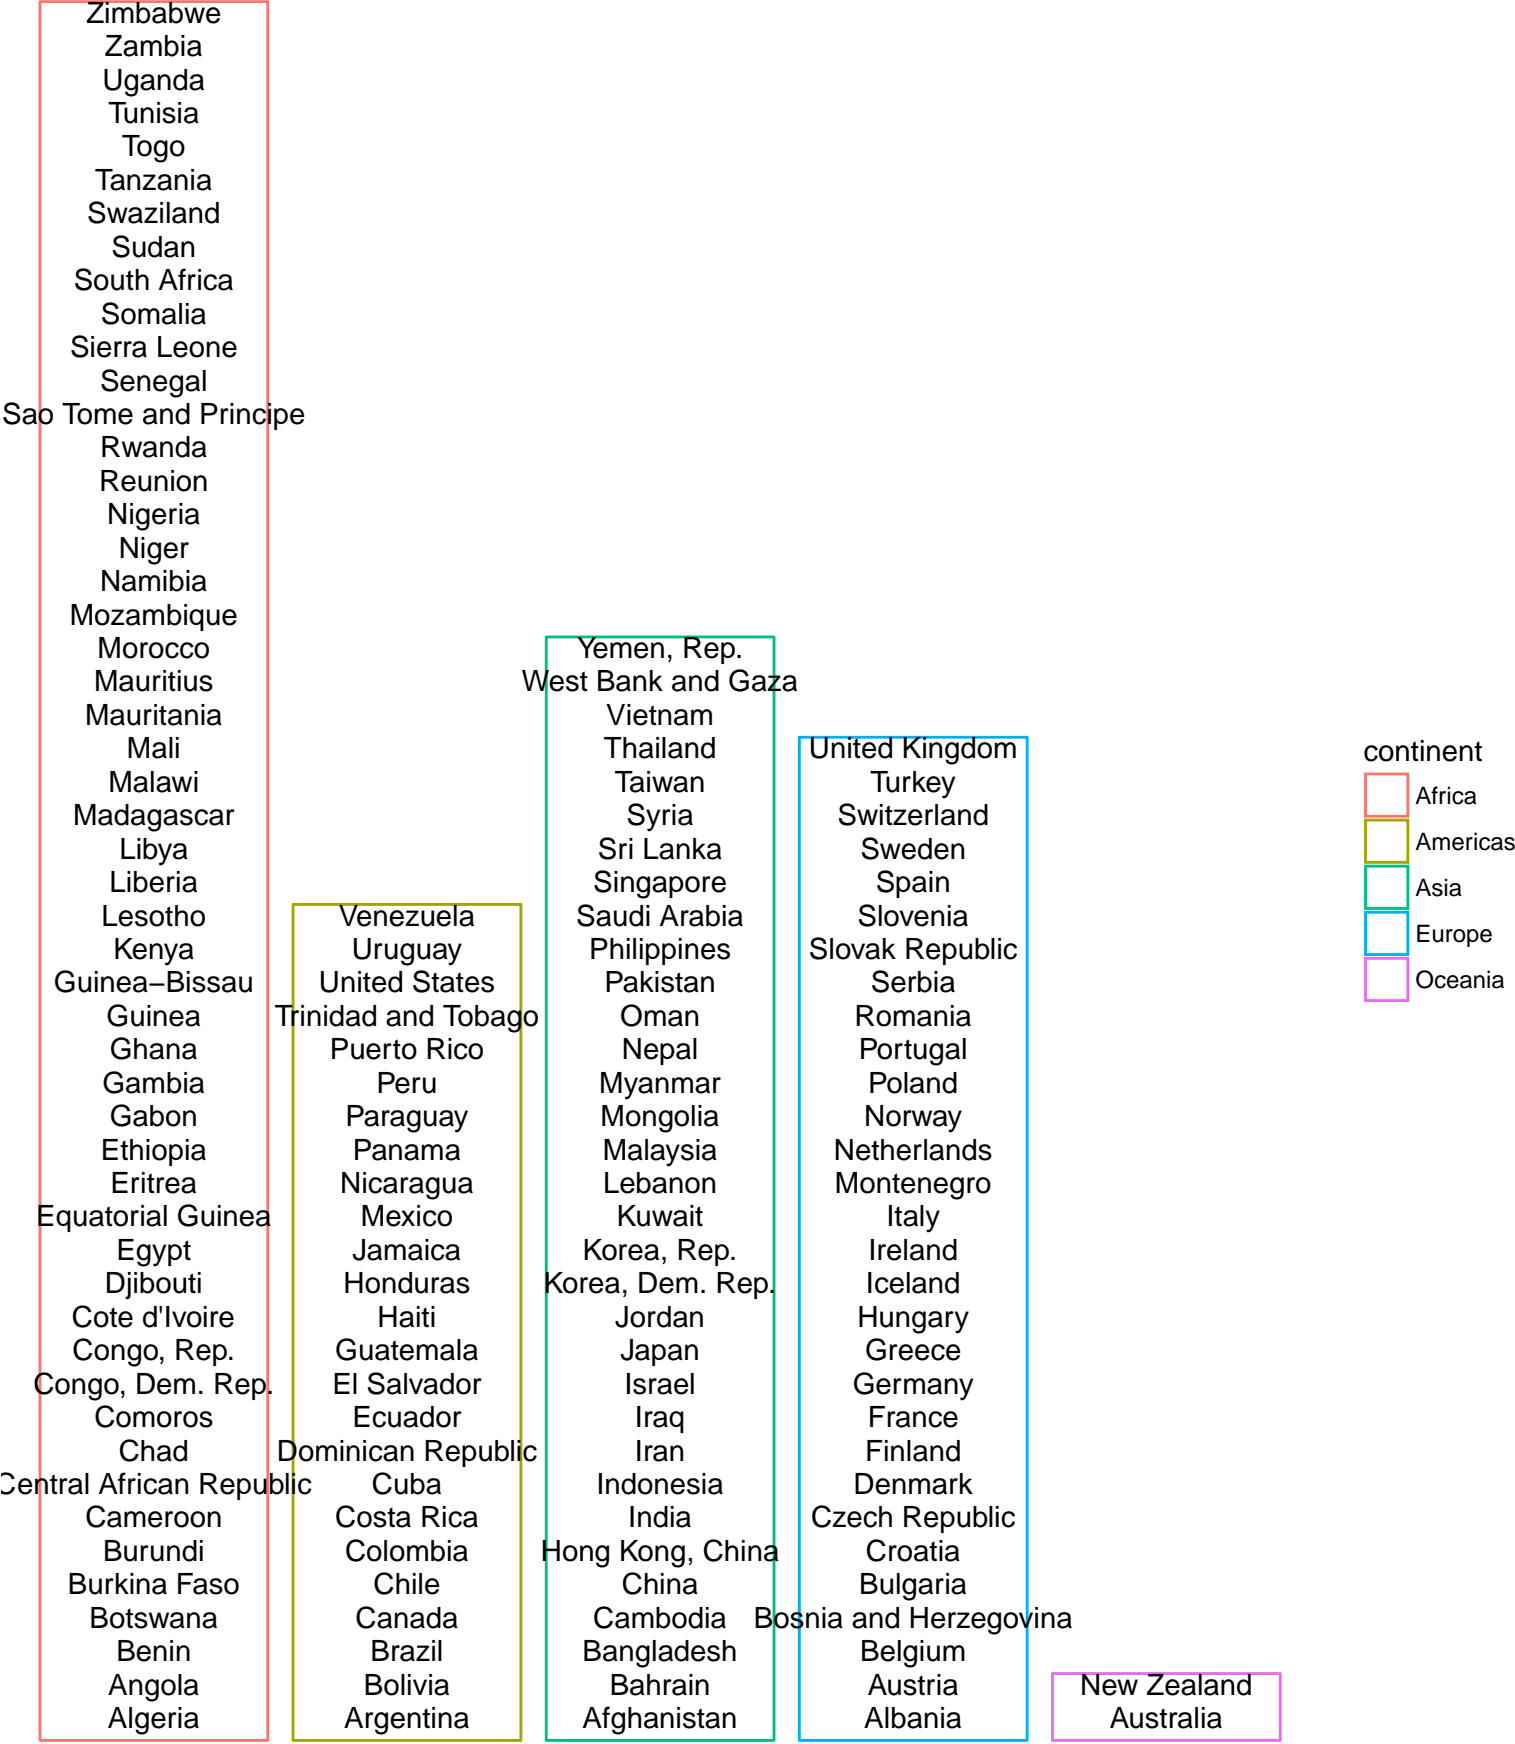 Zimbabwe
Zambia
Uganda
Tunisia
Togo
Tanzania
Swaziland
Sudan
South Africa
Somalia
Sierra Leone
Senegal
Sao Tome and Principe
Rwanda
Reunion
Nigeria
Niger
Namibia
Mozambique
Morocco
Mauritius
Mauritania
Mali
Malawi
Madagascar
Libya
Liberia
Lesotho
Kenya
Guinea−Bissau
Guinea
Ghana
Gambia
Gabon
Ethiopia
Eritrea
Equatorial Guinea
Egypt
Djibouti
Cote d'Ivoire
Congo, Rep.
Congo, Dem. Rep.
Comoros
Chad
Central African Republic
Cameroon
Burundi
Burkina Faso
Botswana
Benin
Angola
Algeria
Venezuela
Uruguay
United States
Trinidad and Tobago
Puerto Rico
Peru
Paraguay
Panama
Nicaragua
Mexico
Jamaica
Honduras
Haiti
Guatemala
El Salvador
Ecuador
Dominican Republic
Cuba
Costa Rica
Colombia
Chile
Canada
Brazil
Bolivia
Argentina
Yemen, Rep.
West Bank and Gaza
Vietnam
Thailand
Taiwan
Syria
Sri Lanka
Singapore
Saudi Arabia
Philippines
Pakistan
Oman
Nepal
Myanmar
Mongolia
Malaysia
Lebanon
Kuwait
Korea, Rep.
Korea, Dem. Rep.
Jordan
Japan
Israel
Iraq
Iran
Indonesia
India
Hong Kong, China
China
Cambodia
Bangladesh
Bahrain
Afghanistan
United Kingdom
Turkey
Switzerland
Sweden
Spain
Slovenia
Slovak Republic
Serbia
Romania
Portugal
Poland
Norway
Netherlands
Montenegro
Italy
Ireland
Iceland
Hungary
Greece
Germany
France
Finland
Denmark
Czech Republic
Croatia
Bulgaria
Bosnia and Herzegovina
Belgium
Austria
Albania
New Zealand
Australia
continent
Africa
Americas
Asia
Europe
Oceania